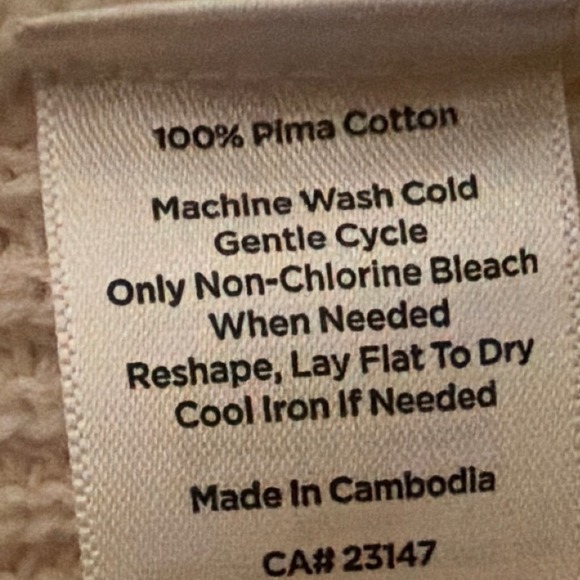 100% Pima Cotton
Machine Wash Cold
Gentle Cycle
Only Non-Chlorine Bleach
When Needed
Reshape, Lay Flat To Dry
Cool Iron If Needed
Made In Cambodia
CA# 23147